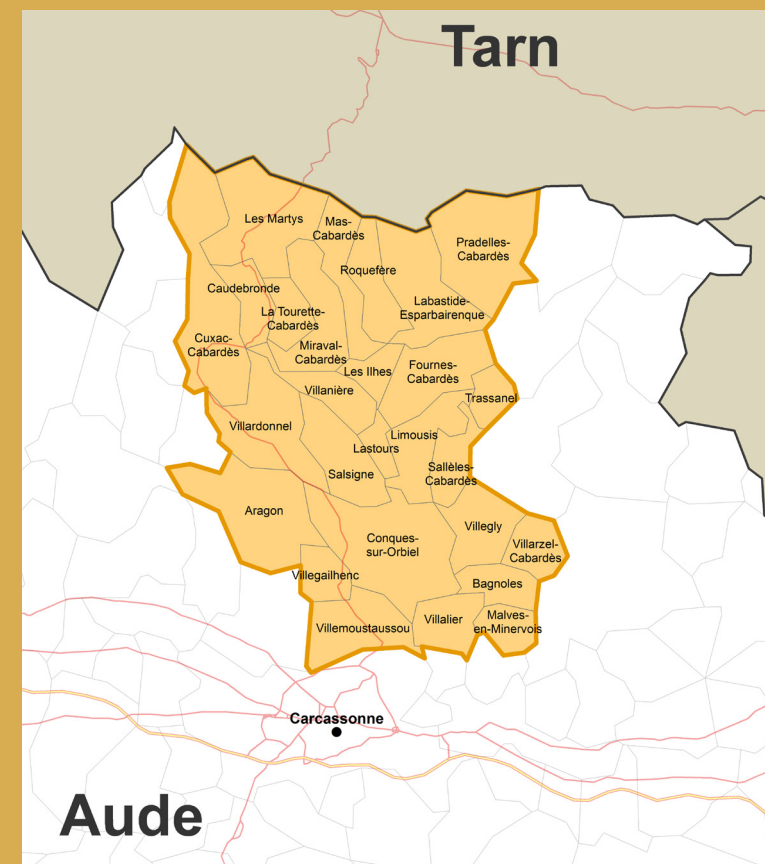 Tarn
Les Martys
Mas-
Cabardès
Pradelles-
Cabardès
Roquefère
Caudebronde
Labastide-
Esparbairenque
La Tourette-
Cabardès
Cuxac-
Cabardès
Miraval-
Cabardès
Les Ilhes
Fournes-
Cabardès
Villanière
Trassanel
Villardonnel
Limousis
Lastours
Salsigne
Sallèles-
Cabardès
Aragon
Villegly
Conques-
sur-Orbiel
Villarzel-
Cabardès
Villegailhenc
Bagnoles
Villemoustaussou
Villalier
Malves-
en-Minervois
Carcassonne
Aude